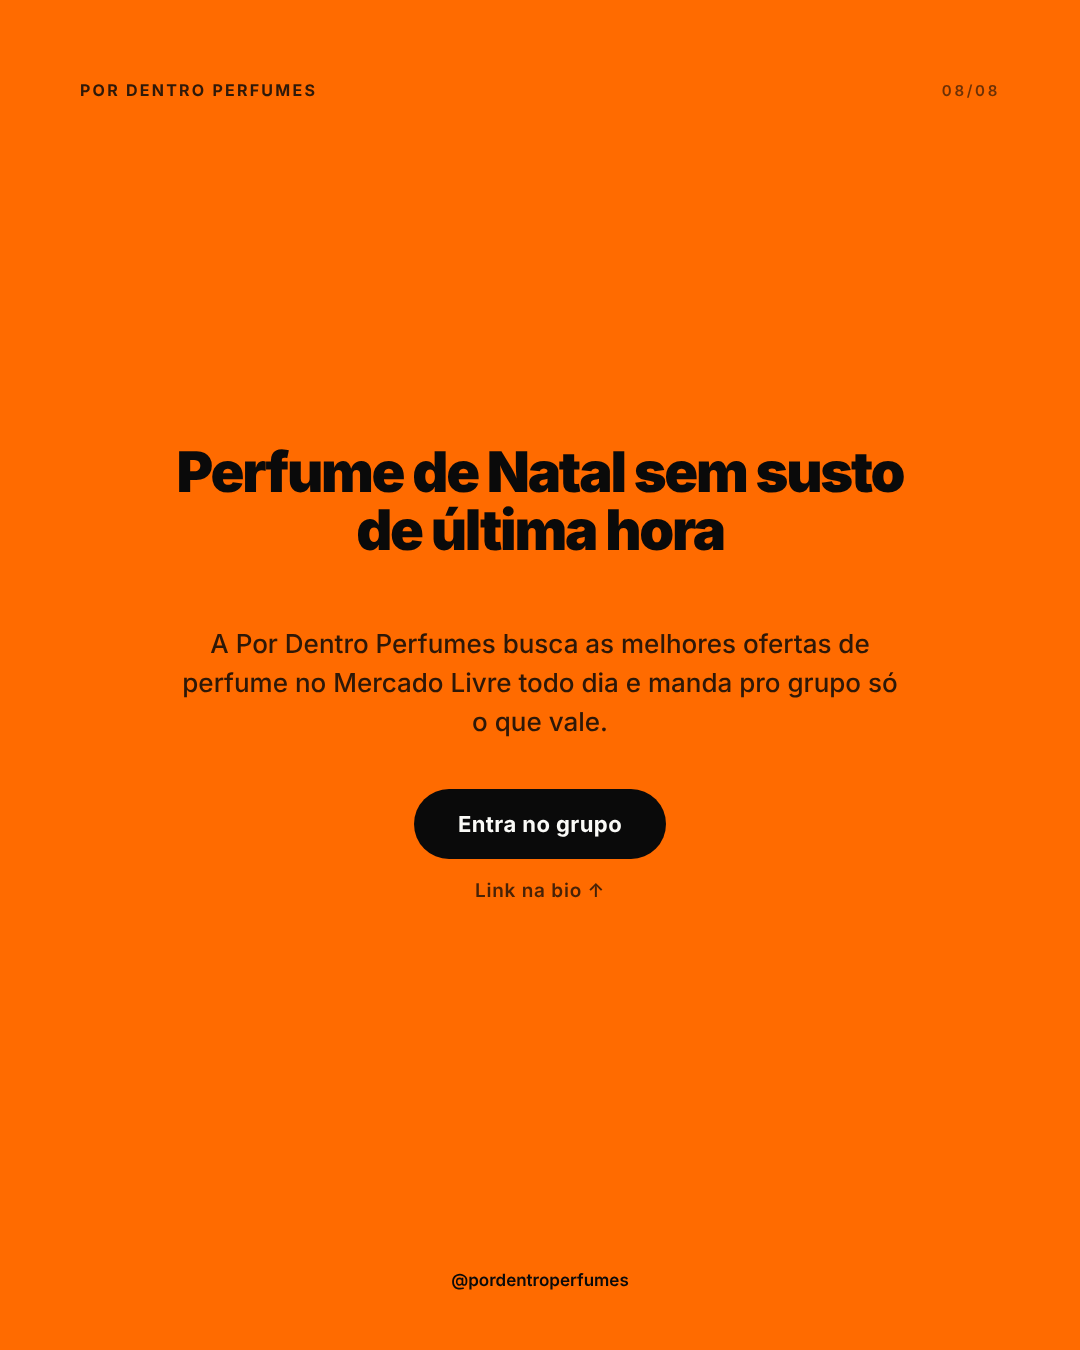 POR DENTRO PERFUMES
08/08
Perfume de Natal sem susto
de última hora
A Por Dentro Perfumes busca as melhores ofertas de
perfume no Mercado Livre todo dia e manda pro grupo só
o que vale.
Entra no grupo
Link na bio ↑
@pordentroperfumes